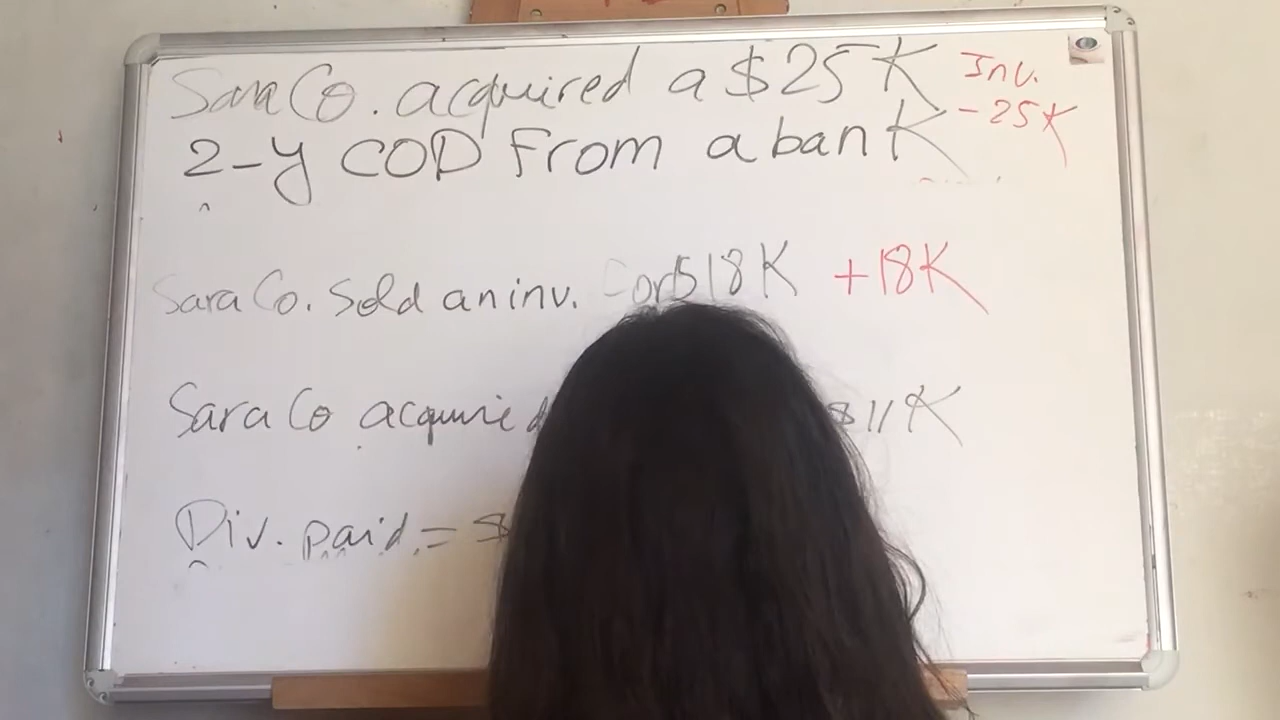 Sara Co. acquired a $25K Inv.
2-y COD From a bank -25K
Sara Co. Sold an inv. For $18K +18K
Sara Co acquired $11K
Div. paid = $